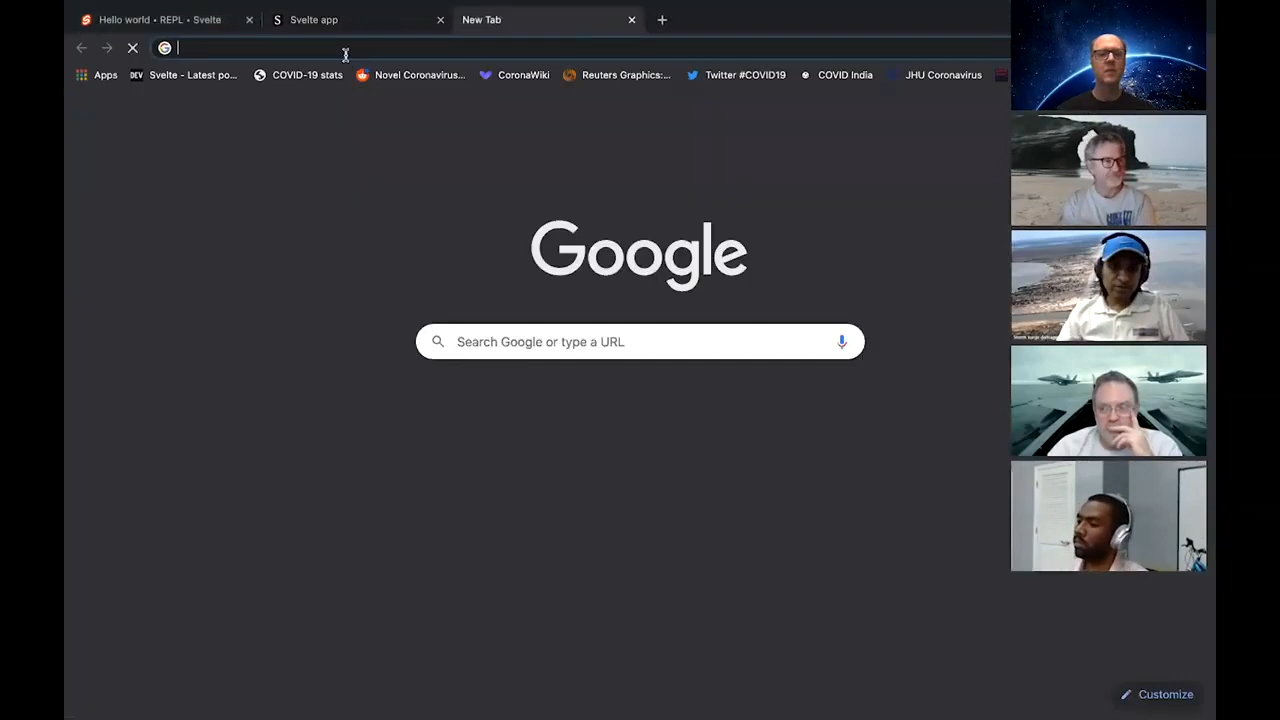 Hello world • REPL • Svelte
Svelte app
New Tab
Apps
DEV
Svelte - Latest po...
COVID-19 stats
Novel Coronavirus...
CoronaWiki
Reuters Graphics:...
Twitter #COVID19
COVID India
JHU Coronavirus
Google
Search Google or type a URL
Customize